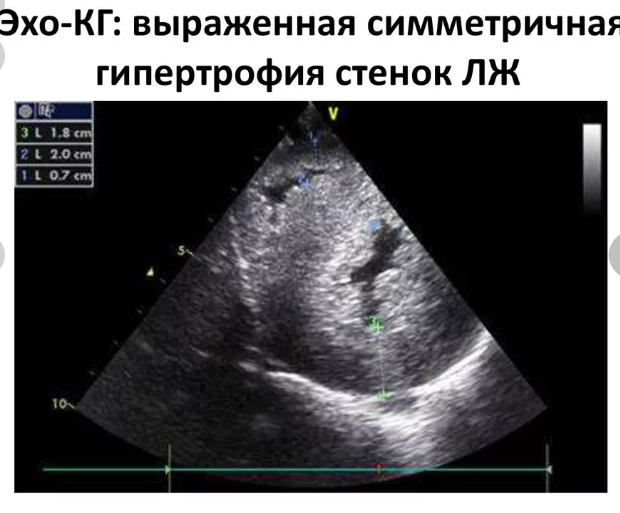 Эхо-КГ: выраженная симметричная
гипертрофия стенок ЛЖ
V
3 L 1.8 cm
2 L 2.0 cm
1 L 0.7 cm
5
3
10